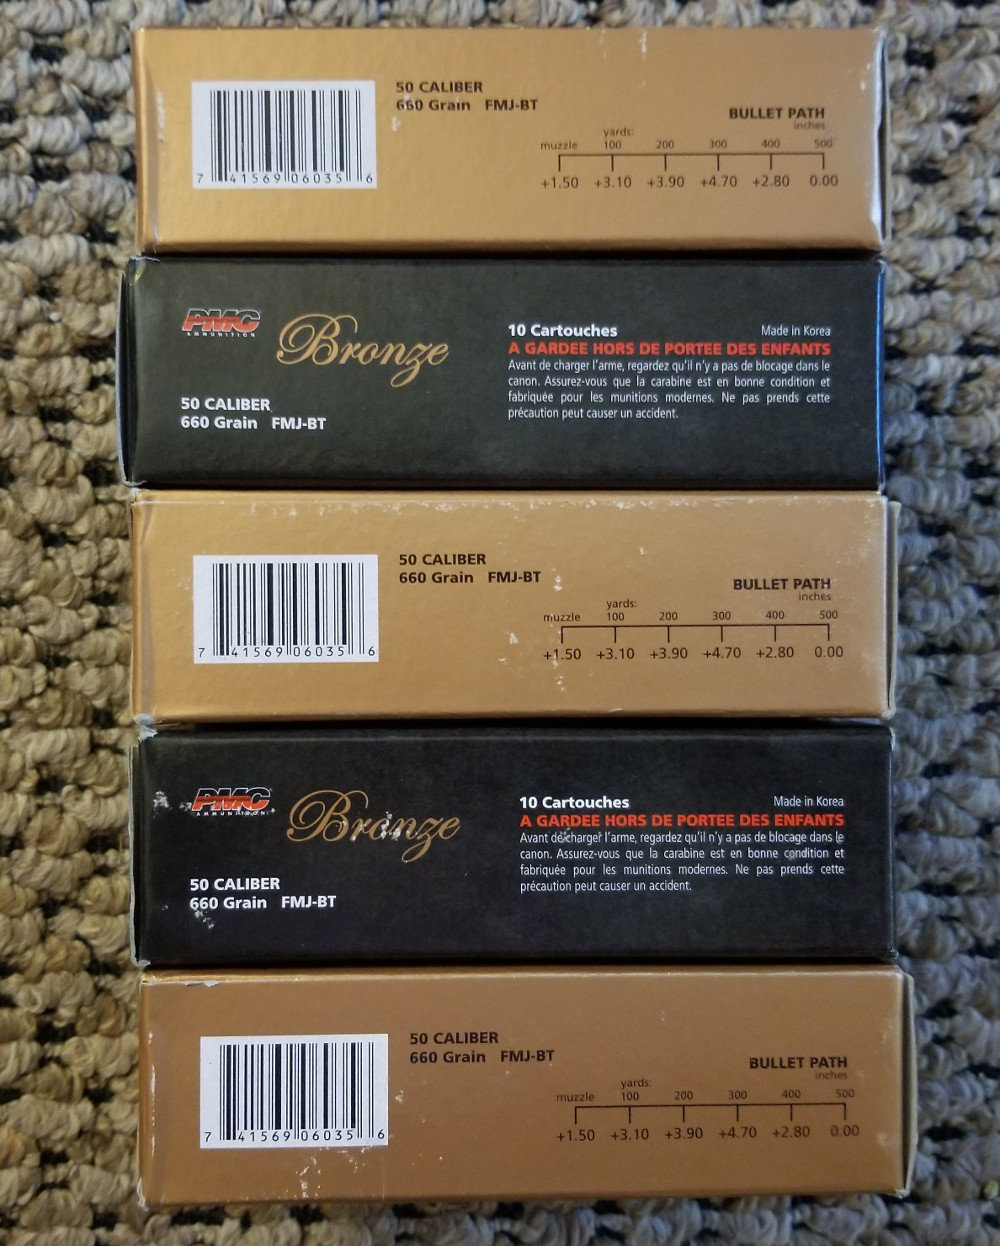 50 CALIBER
660 Grain FMJ-BT
BULLET PATH
inches
yards:
muzzle 100 200 300 400 500
+1.50 +3.10 +3.90 +4.70 +2.80 0.00
7 41569 06035 6
PMC
AMMUNITION
Bronze
50 CALIBER
660 Grain FMJ-BT
10 Cartouches Made in Korea
A GARDEE HORS DE PORTEE DES ENFANTS
Avant de charger l'arme, regardez qu'il n'y a pas de blocage dans le
canon. Assurez-vous que la carabine est en bonne condition et
fabriquée pour les munitions modernes. Ne pas prends cette
précaution peut causer un accident.
50 CALIBER
660 Grain FMJ-BT
BULLET PATH
inches
yards:
muzzle 100 200 300 400 500
+1.50 +3.10 +3.90 +4.70 +2.80 0.00
7 41569 06035 6
PMC
AMMUNITION
Bronze
50 CALIBER
660 Grain FMJ-BT
10 Cartouches Made in Korea
A GARDEE HORS DE PORTEE DES ENFANTS
Avant de charger l'arme, regardez qu'il n'y a pas de blocage dans le
canon. Assurez-vous que la carabine est en bonne condition et
fabriquée pour les munitions modernes. Ne pas prends cette
précaution peut causer un accident.
50 CALIBER
660 Grain FMJ-BT
BULLET PATH
inches
yards:
muzzle 100 200 300 400 500
+1.50 +3.10 +3.90 +4.70 +2.80 0.00
7 41569 06035 6